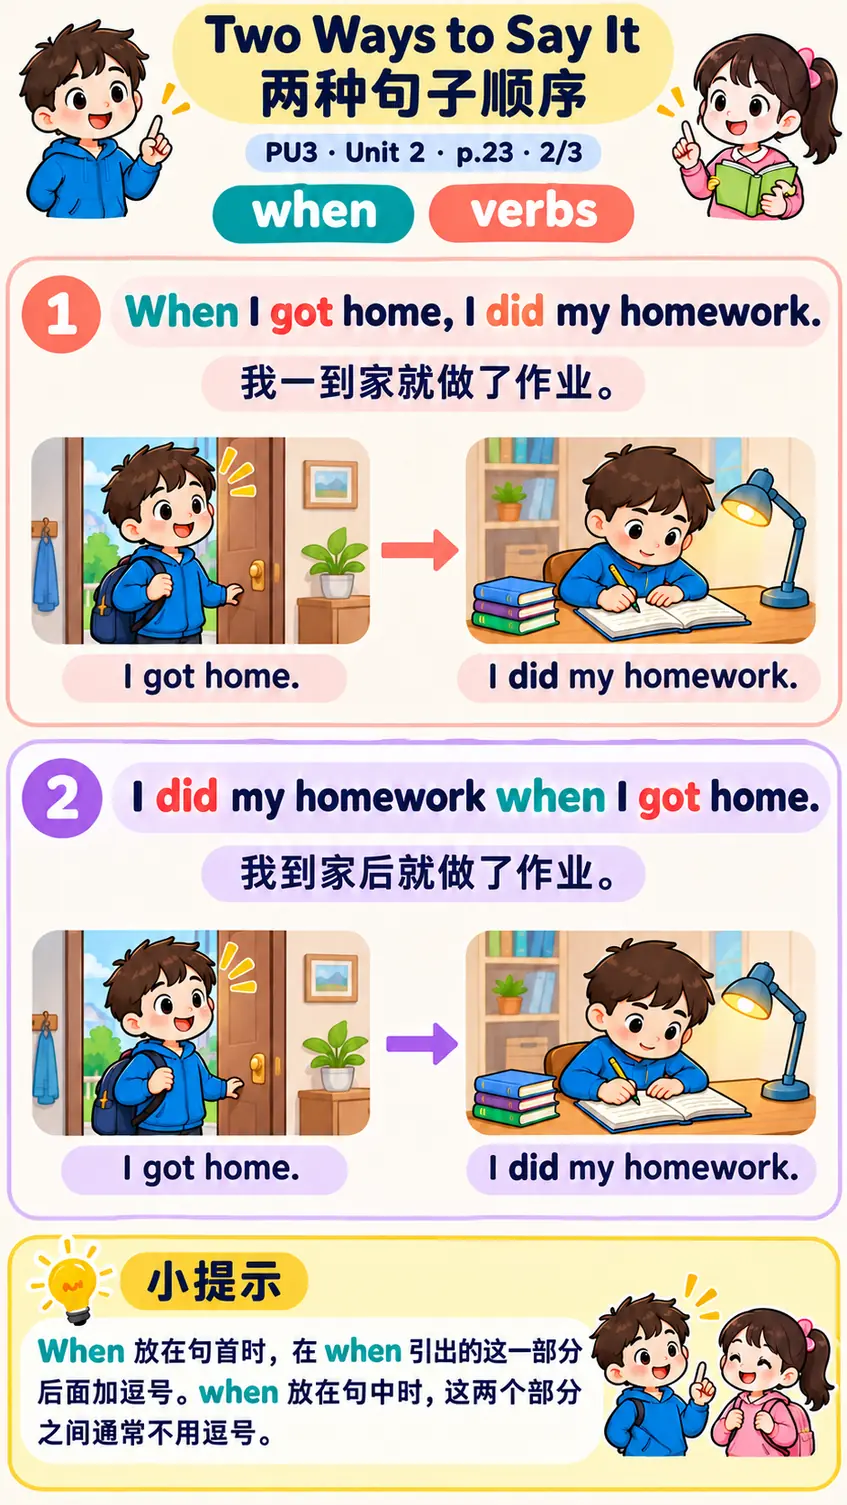 Two Ways to Say It
两种句子顺序
PU3 · Unit 2 · p.23 · 2/3
when verbs
1 When I got home, I did my homework.
我一到家就做了作业。
I got home. I did my homework.
2 I did my homework when I got home.
我到家后就做了作业。
I got home. I did my homework.
小提示
When 放在句首时，在 when 引出的这一部分
后面加逗号。when 放在句中时，这两个部分
之间通常不用逗号。